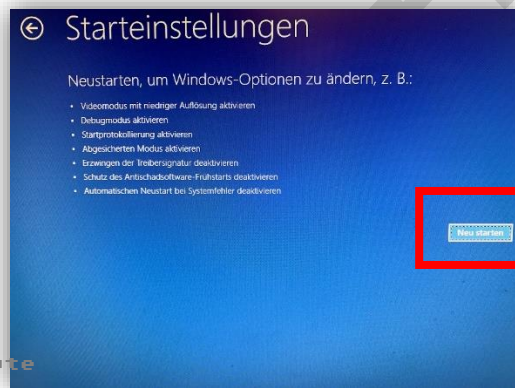 Starteinstellungen
Neustarten, um Windows-Optionen zu ändern, z. B.:
• Videomodus mit niedriger Auflösung aktivieren
• Debugmodus aktivieren
• Startprotokollierung aktivieren
• Abgesicherten Modus aktivieren
• Erzwingen der Treibersignatur deaktivieren
• Schutz des Antischadsoftware-Frühstarts deaktivieren
• Automatischen Neustart bei Systemfehler deaktivieren
Neu starten